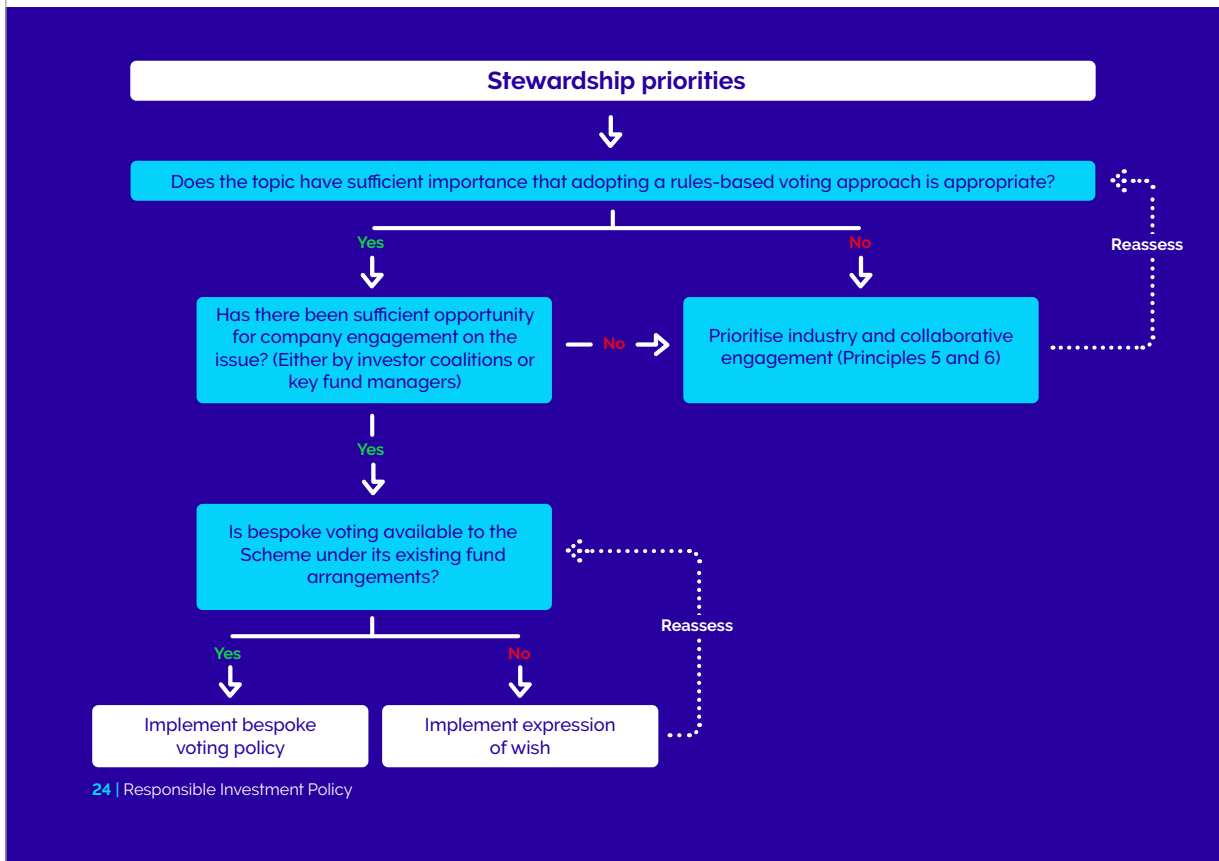 Stewardship priorities
Does the topic have sufficient importance that adopting a rules-based voting approach is appropriate?
Yes
No
Reassess
Has there been sufficient opportunity
for company engagement on the
issue? (Either by investor coalitions or
key fund managers)
No
Prioritise industry and collaborative
engagement (Principles 5 and 6)
Yes
Is bespoke voting available to the
Scheme under its existing fund
arrangements?
Reassess
Yes
No
Implement bespoke
voting policy
Implement expression
of wish
24 | Responsible Investment Policy